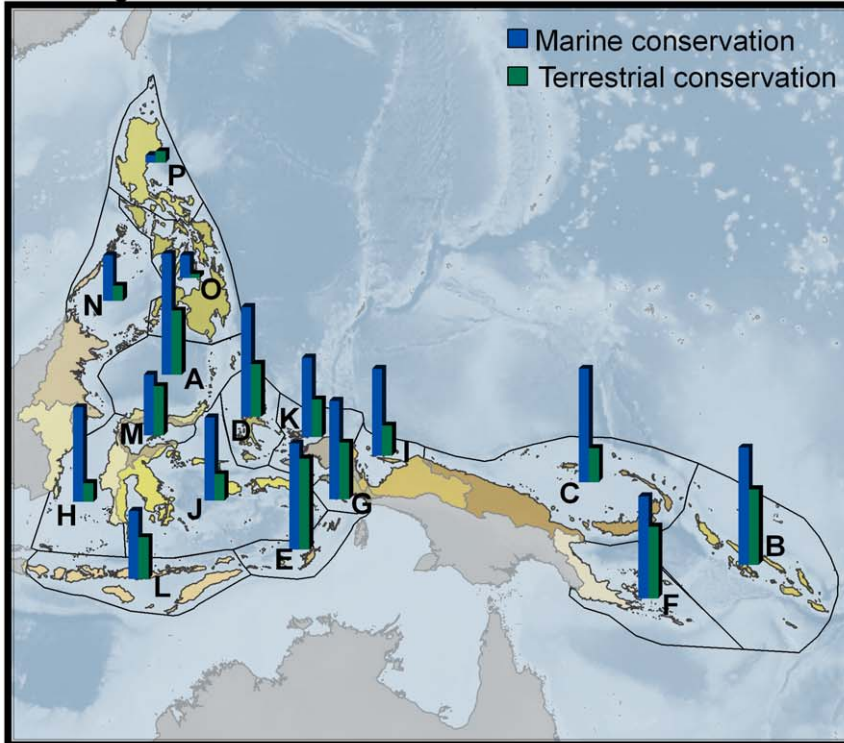 Marine conservation
Terrestrial conservation
P
N
O
A
M
D
K
I
C
H
J
G
B
E
L
F